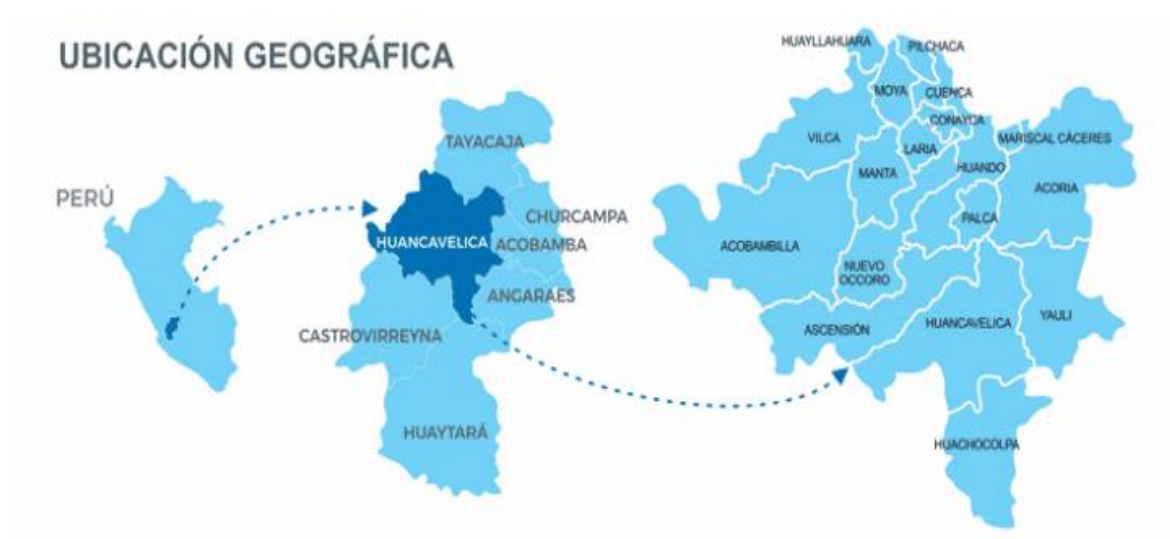 UBICACIÓN GEOGRÁFICA
PERÚ
TAYACAJA
CHURCAMPA
HUANCAVELICA
ACOBAMBA
ANGARAES
CASTROVIRREYNA
HUAYTARÁ
HUAYLLAHUARA
PILCHACA
MOYA
CUENCA
CONAYCA
VILCA
LARIA
MARISCAL CÁCERES
MANTA
HUANDO
ACORIA
PALCA
ACOBAMBILLA
NUEVO
OCCORO
ASCENSIÓN
HUANCAVELICA
YAULI
HUACHOCOLPA